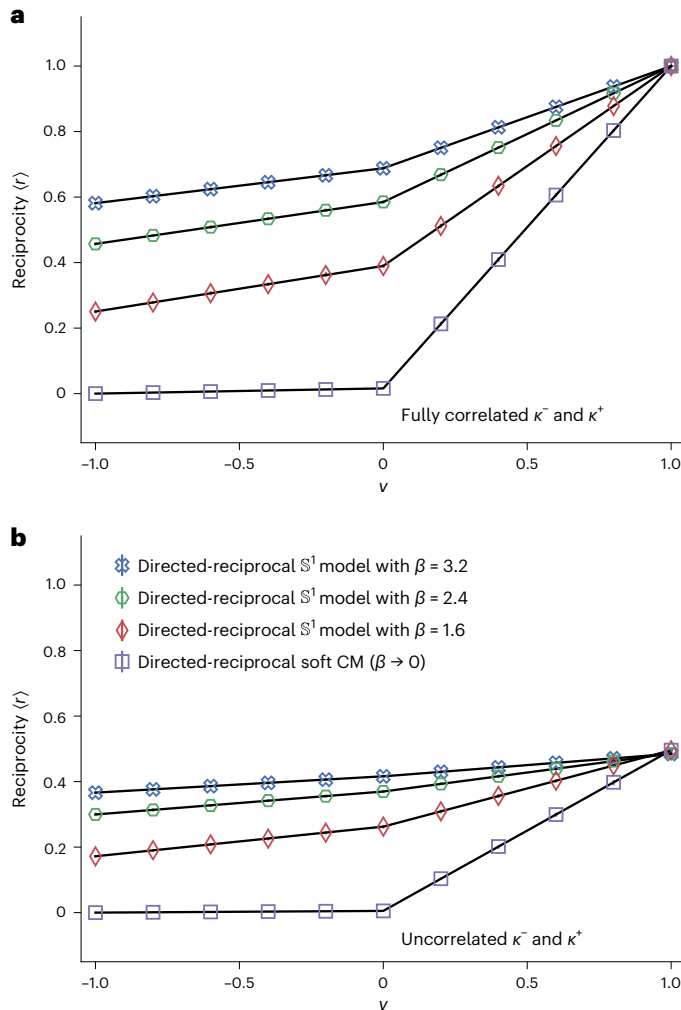 a
Reciprocity ⟨r⟩
1.0
0.8
0.6
0.4
0.2
0
Fully correlated κ⁻ and κ⁺
–1.0
–0.5
0
0.5
1.0
ν
b
Reciprocity ⟨r⟩
Directed-reciprocal 𝕊¹ model with β = 3.2
Directed-reciprocal 𝕊¹ model with β = 2.4
Directed-reciprocal 𝕊¹ model with β = 1.6
Directed-reciprocal soft CM (β → 0)
1.0
0.8
0.6
0.4
0.2
0
Uncorrelated κ⁻ and κ⁺
–1.0
–0.5
0
0.5
1.0
ν